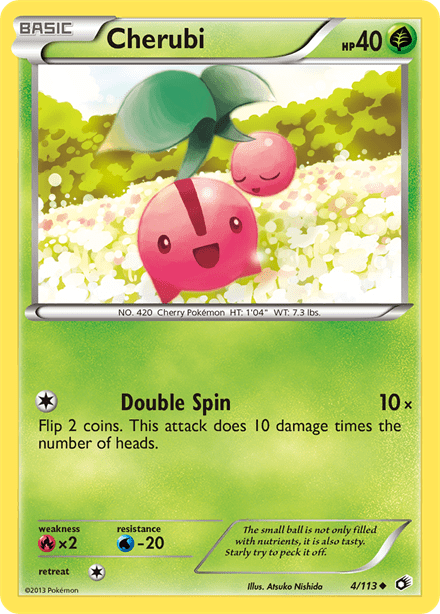 BASIC
Cherubi
HP40
NO. 420 Cherry Pokémon HT: 1'04" WT: 7.3 lbs.
Double Spin 10×
Flip 2 coins. This attack does 10 damage times the
number of heads.
weakness resistance
×2 -20
retreat
The small ball is not only filled
with nutrients, it is also tasty.
Starly try to peck it off.
©2013 Pokémon
Illus. Atsuko Nishido
4/113